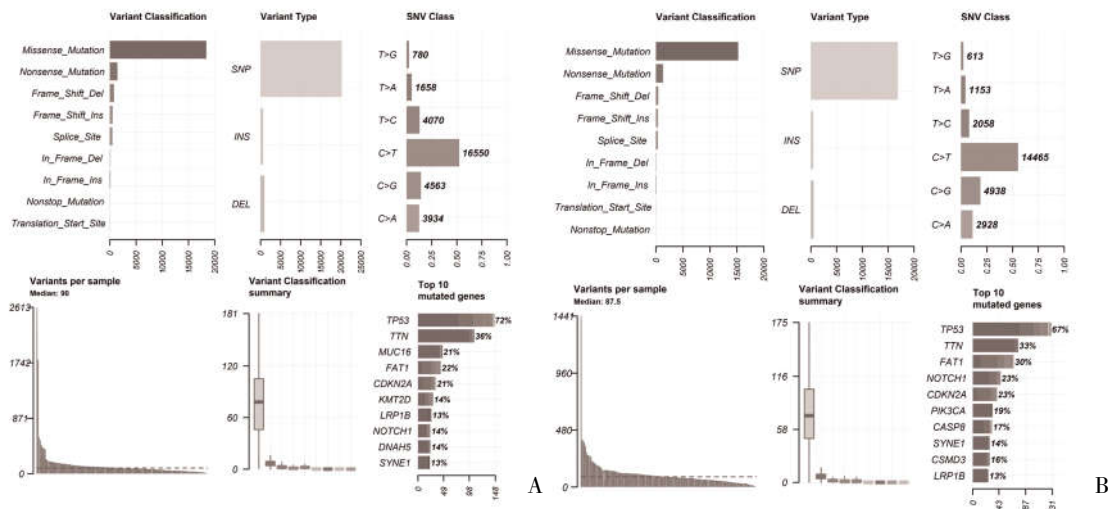 Variant Classification
Missense_Mutation
Nonsense_Mutation
Frame_Shift_Del
Frame_Shift_Ins
Splice_Site
In_Frame_Del
In_Frame_Ins
Nonstop_Mutation
Translation_Start_Site
0
5000
10000
15000
20000
Variant Type
SNP
INS
DEL
0
5000
10000
15000
20000
25000
SNV Class
T>G 780
T>A 1658
T>C 4070
C>T 16550
C>G 4563
C>A 3934
0.00
0.25
0.50
0.75
1.00
Variants per sample
Median: 90
2613
1742
871
0
Variant Classification
summary
181
120
60
0
Top 10
mutated genes
TP53 72%
TTN 36%
MUC16 21%
FAT1 22%
CDKN2A 21%
KMT2D 14%
LRP1B 13%
NOTCH1 14%
DNAH5 14%
SYNE1 13%
0
49
98
148
A
Variant Classification
Missense_Mutation
Nonsense_Mutation
Frame_Shift_Del
Frame_Shift_Ins
Splice_Site
In_Frame_Del
In_Frame_Ins
Translation_Start_Site
Nonstop_Mutation
0
5000
10000
15000
20000
Variant Type
SNP
INS
DEL
0
5000
10000
15000
20000
SNV Class
T>G 613
T>A 1153
T>C 2058
C>T 14465
C>G 4938
C>A 2928
0.00
0.25
0.50
0.75
1.00
Variants per sample
Median: 87.5
1441
960
480
0
Variant Classification
summary
175
116
58
0
Top 10
mutated genes
TP53 67%
TTN 33%
FAT1 30%
NOTCH1 23%
CDKN2A 23%
PIK3CA 19%
CASP8 17%
SYNE1 14%
CSMD3 16%
LRP1B 13%
0
43
87
31
B